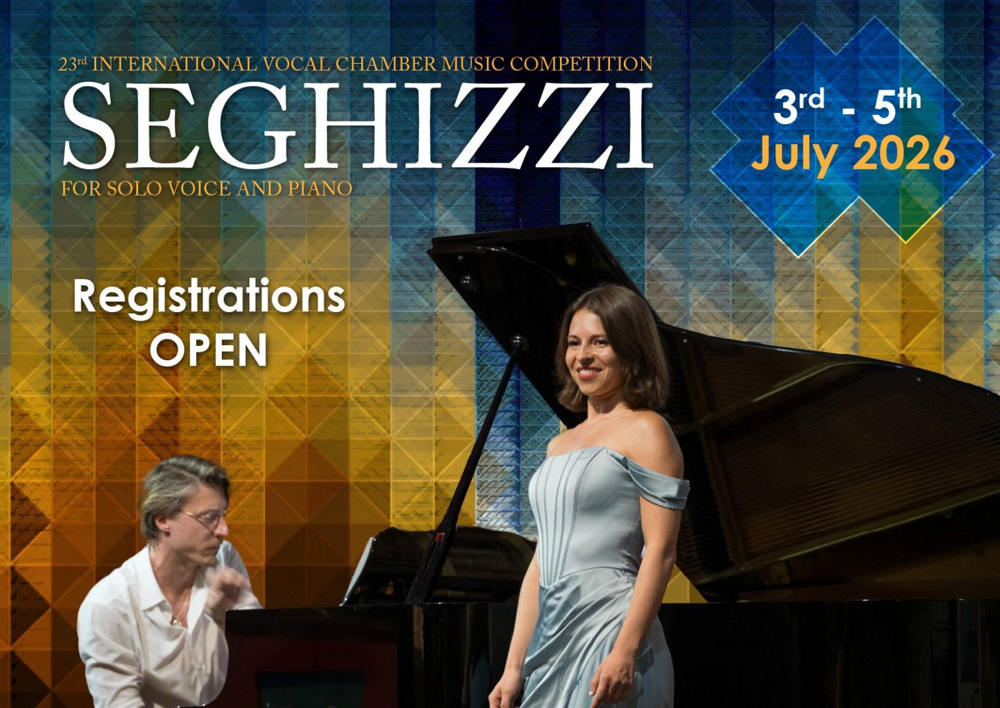 23rd INTERNATIONAL VOCAL CHAMBER MUSIC COMPETITION
SEGHIZZI
FOR SOLO VOICE AND PIANO
3rd - 5th
July 2026
Registrations
OPEN